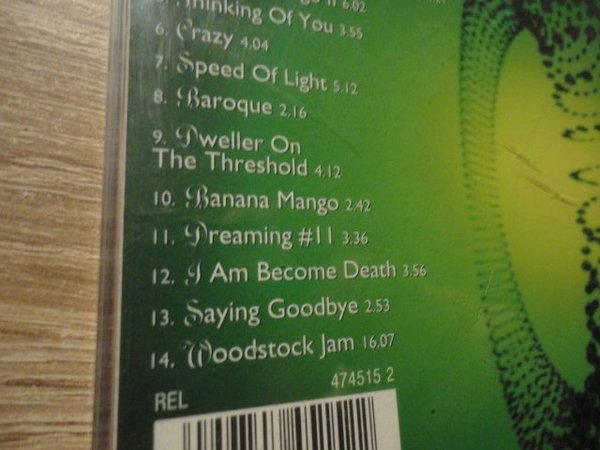 6.02
Thinking Of You 3.55
6. Crazy 4.04
7. Speed Of Light 5.12
8. Baroque 2.16
9. Dweller On
The Threshold 4.12
10. Banana Mango 2.42
11. Dreaming #11 3.36
12. I Am Become Death 3.56
13. Saying Goodbye 2.53
14. Woodstock Jam 16.07
474515 2
REL